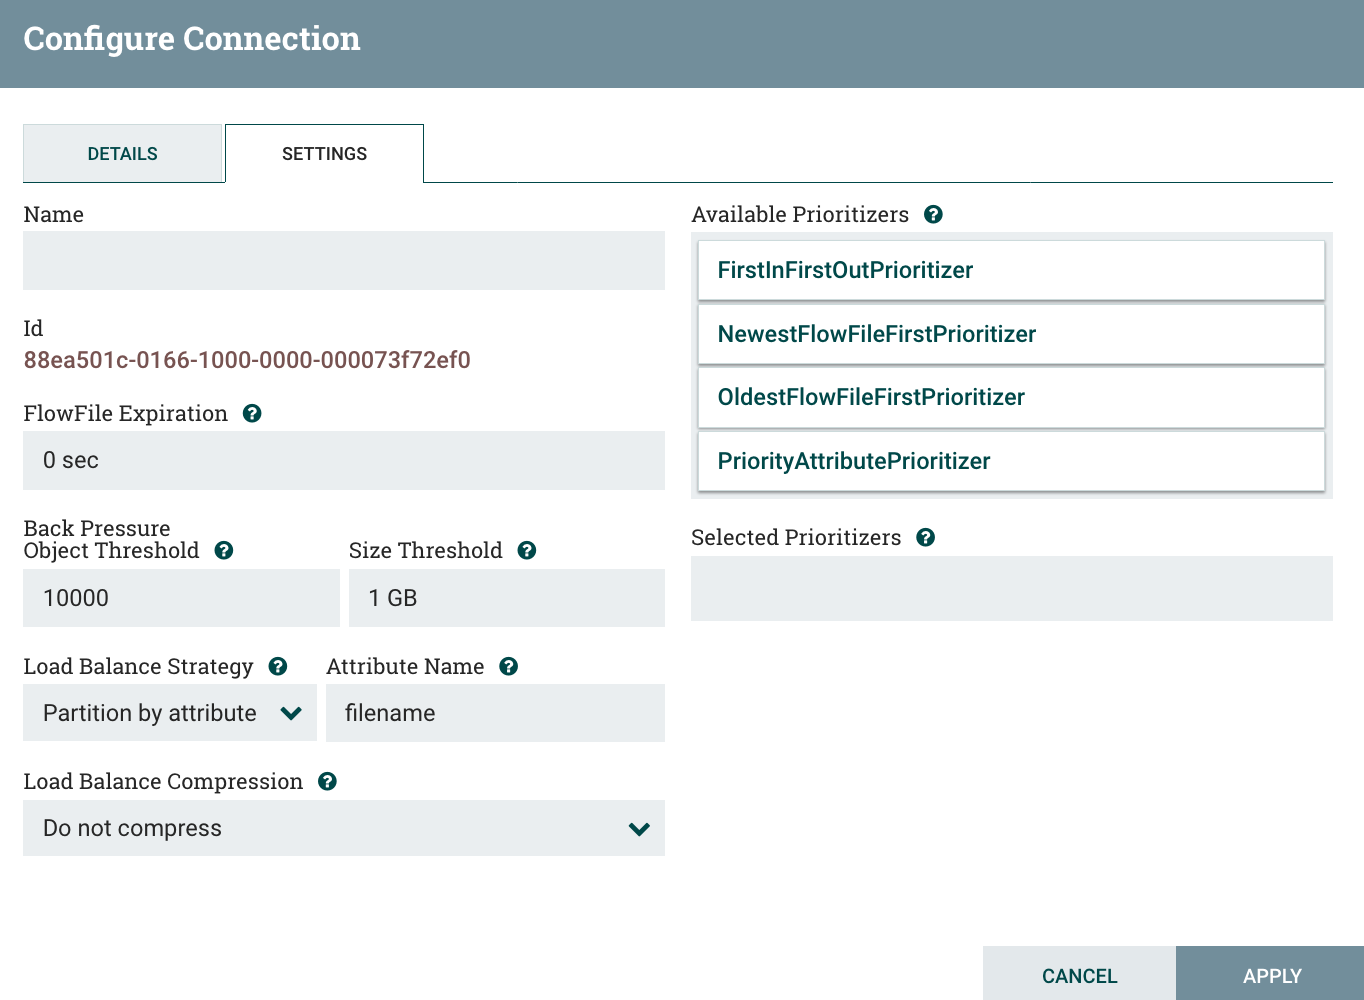 Configure Connection
DETAILS
SETTINGS
Name
Id
88ea501c-0166-1000-0000-000073f72ef0
FlowFile Expiration
0 sec
Back Pressure
Object Threshold
Size Threshold
10000
1 GB
Load Balance Strategy
Attribute Name
Partition by attribute
filename
Load Balance Compression
Do not compress
Available Prioritizers
FirstInFirstOutPrioritizer
NewestFlowFileFirstPrioritizer
OldestFlowFileFirstPrioritizer
PriorityAttributePrioritizer
Selected Prioritizers
CANCEL
APPLY